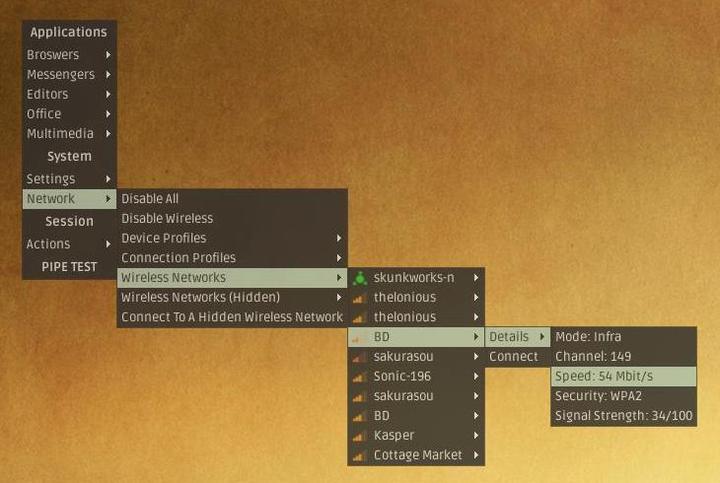 Applications
Broswers
Messengers
Editors
Office
Multimedia
System
Settings
Network
Session
Actions
PIPE TEST
Disable All
Disable Wireless
Device Profiles
Connection Profiles
Wireless Networks
Wireless Networks (Hidden)
Connect To A Hidden Wireless Network
skunkworks-n
thelonious
thelonious
BD
sakurasou
Sonic-196
sakurasou
BD
Kasper
Cottage Market
Details
Connect
Mode: Infra
Channel: 149
Speed: 54 Mbit/s
Security: WPA2
Signal Strength: 34/100